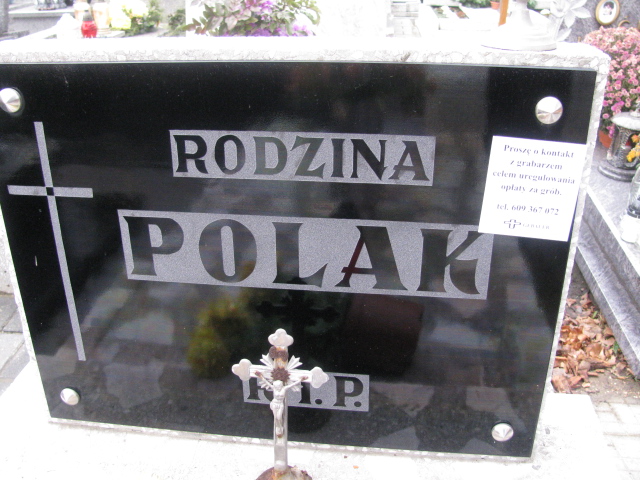 RODZINA
POLAK
R.I.P.
Proszę o kontakt
z grabarzem
celem uregulowania
opłaty za grób.
tel. 609 367 072